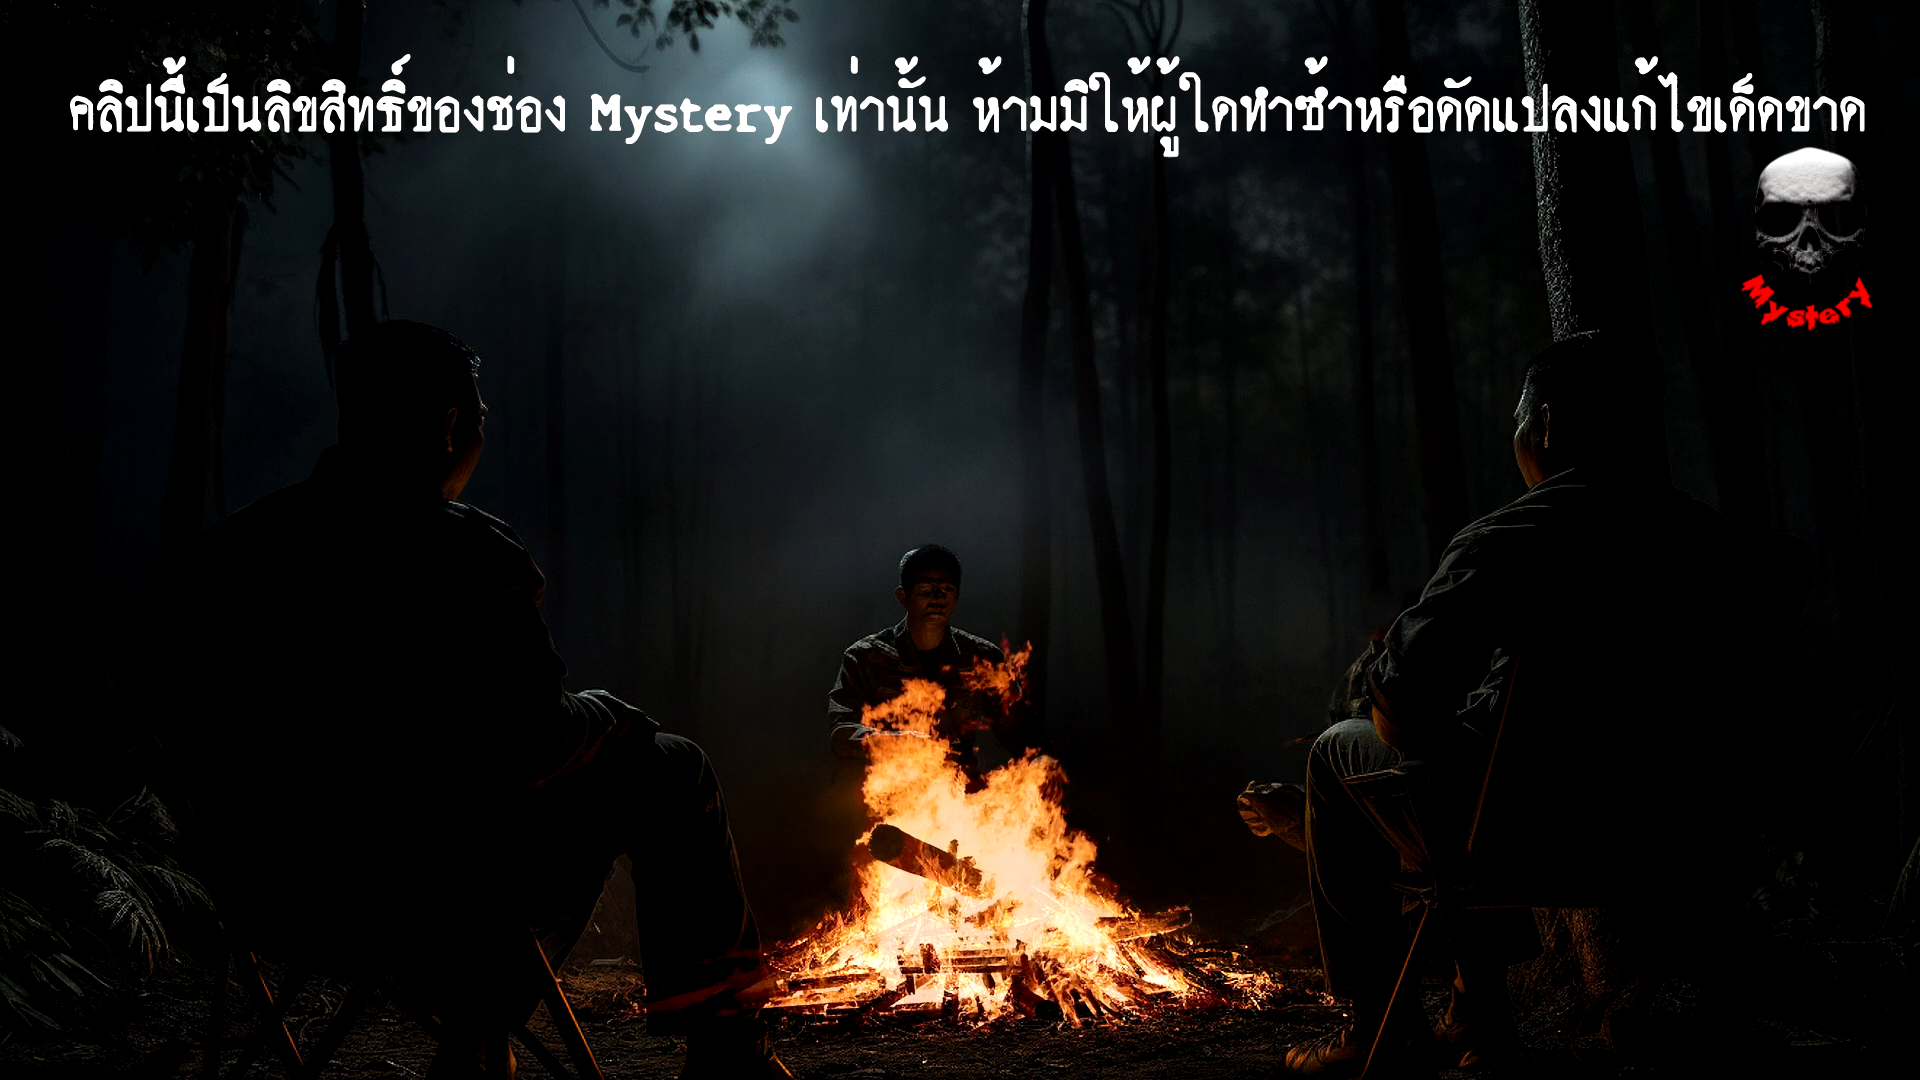 คลิปนี้เป็นลิขสิทธิ์ของช่อง Mystery เท่านั้น ห้ามมิให้ผู้ใดทำซ้ำหรือดัดแปลงแก้ไขเด็ดขาด
Mystery